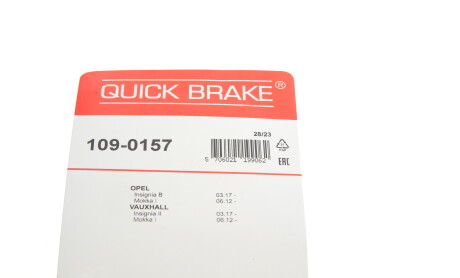 QUICK BRAKE®
28/23
109-0157
5 706021 199062
EAC
OPEL
Insignia B 03.17 -
Mokka I 06.12 -
VAUXHALL
Insignia II 03.17 -
Mokka I 06.12 -